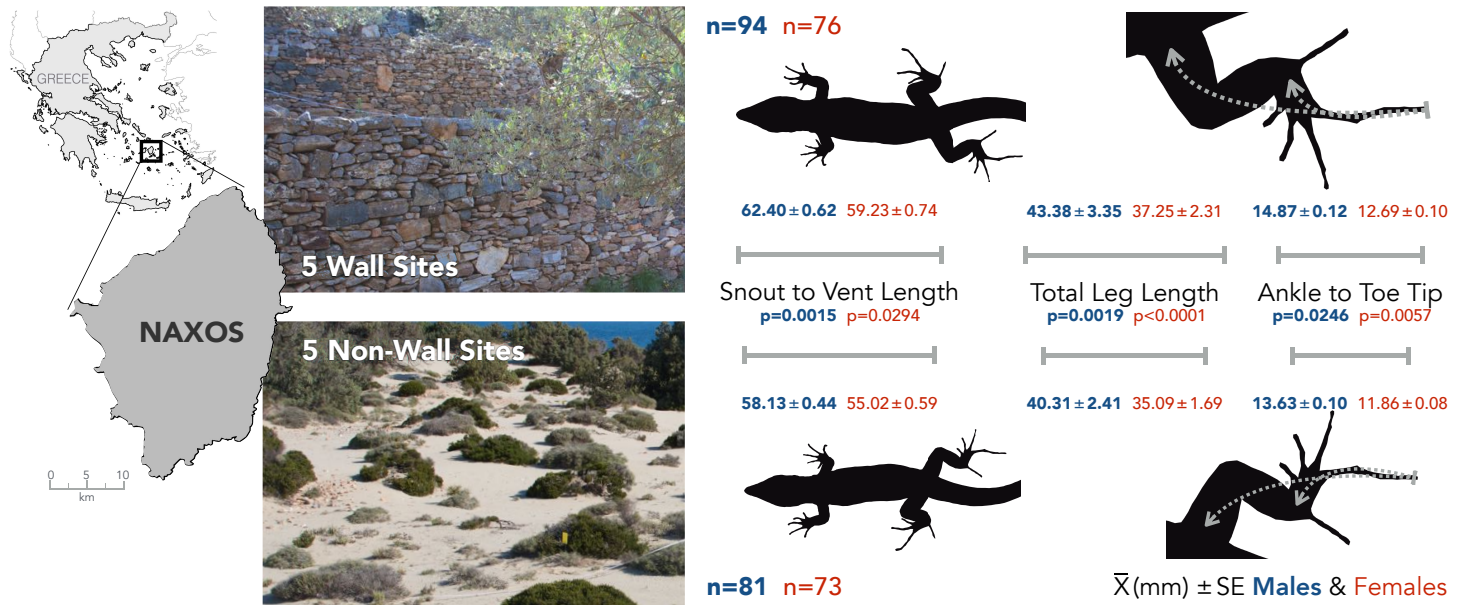 GREECE
NAXOS
0 5 10
km
5 Wall Sites
5 Non-Wall Sites
n=94 n=76
62.40 ± 0.62 59.23 ± 0.74 43.38 ± 3.35 37.25 ± 2.31 14.87 ± 0.12 12.69 ± 0.10
Snout to Vent Length Total Leg Length Ankle to Toe Tip
p=0.0015 p=0.0294 p=0.0019 p<0.0001 p=0.0246 p=0.0057
58.13 ± 0.44 55.02 ± 0.59 40.31 ± 2.41 35.09 ± 1.69 13.63 ± 0.10 11.86 ± 0.08
n=81 n=73
X̄ (mm) ± SE Males & Females